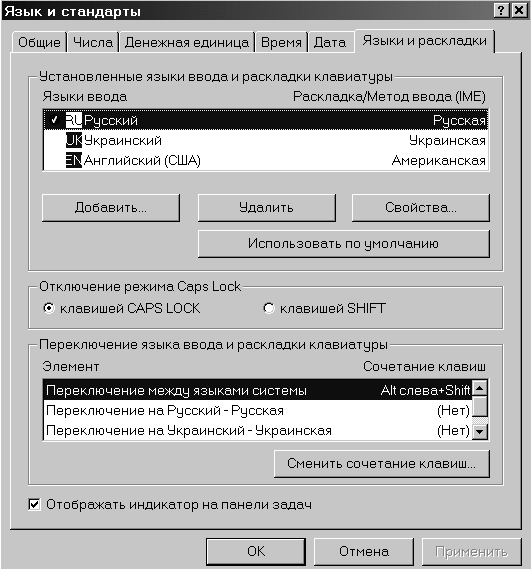 Язык и стандарты
Общие Числа Денежная единица Время Дата Языки и раскладки
Установленные языки ввода и раскладки клавиатуры
Языки ввода Раскладка/Метод ввода (IME)
RU Русский Русская
UK Украинский Украинская
EN Английский (США) Американская
Добавить... Удалить Свойства...
Использовать по умолчанию
Отключение режима Caps Lock
клавишей CAPS LOCK клавишей SHIFT
Переключение языка ввода и раскладки клавиатуры
Элемент Сочетание клавиш
Переключение между языками системы Alt слева+Shift
Переключение на Русский - Русская (Нет)
Переключение на Украинский - Украинская (Нет)
Сменить сочетание клавиш...
Отображать индикатор на панели задач
ОК Отмена Применить